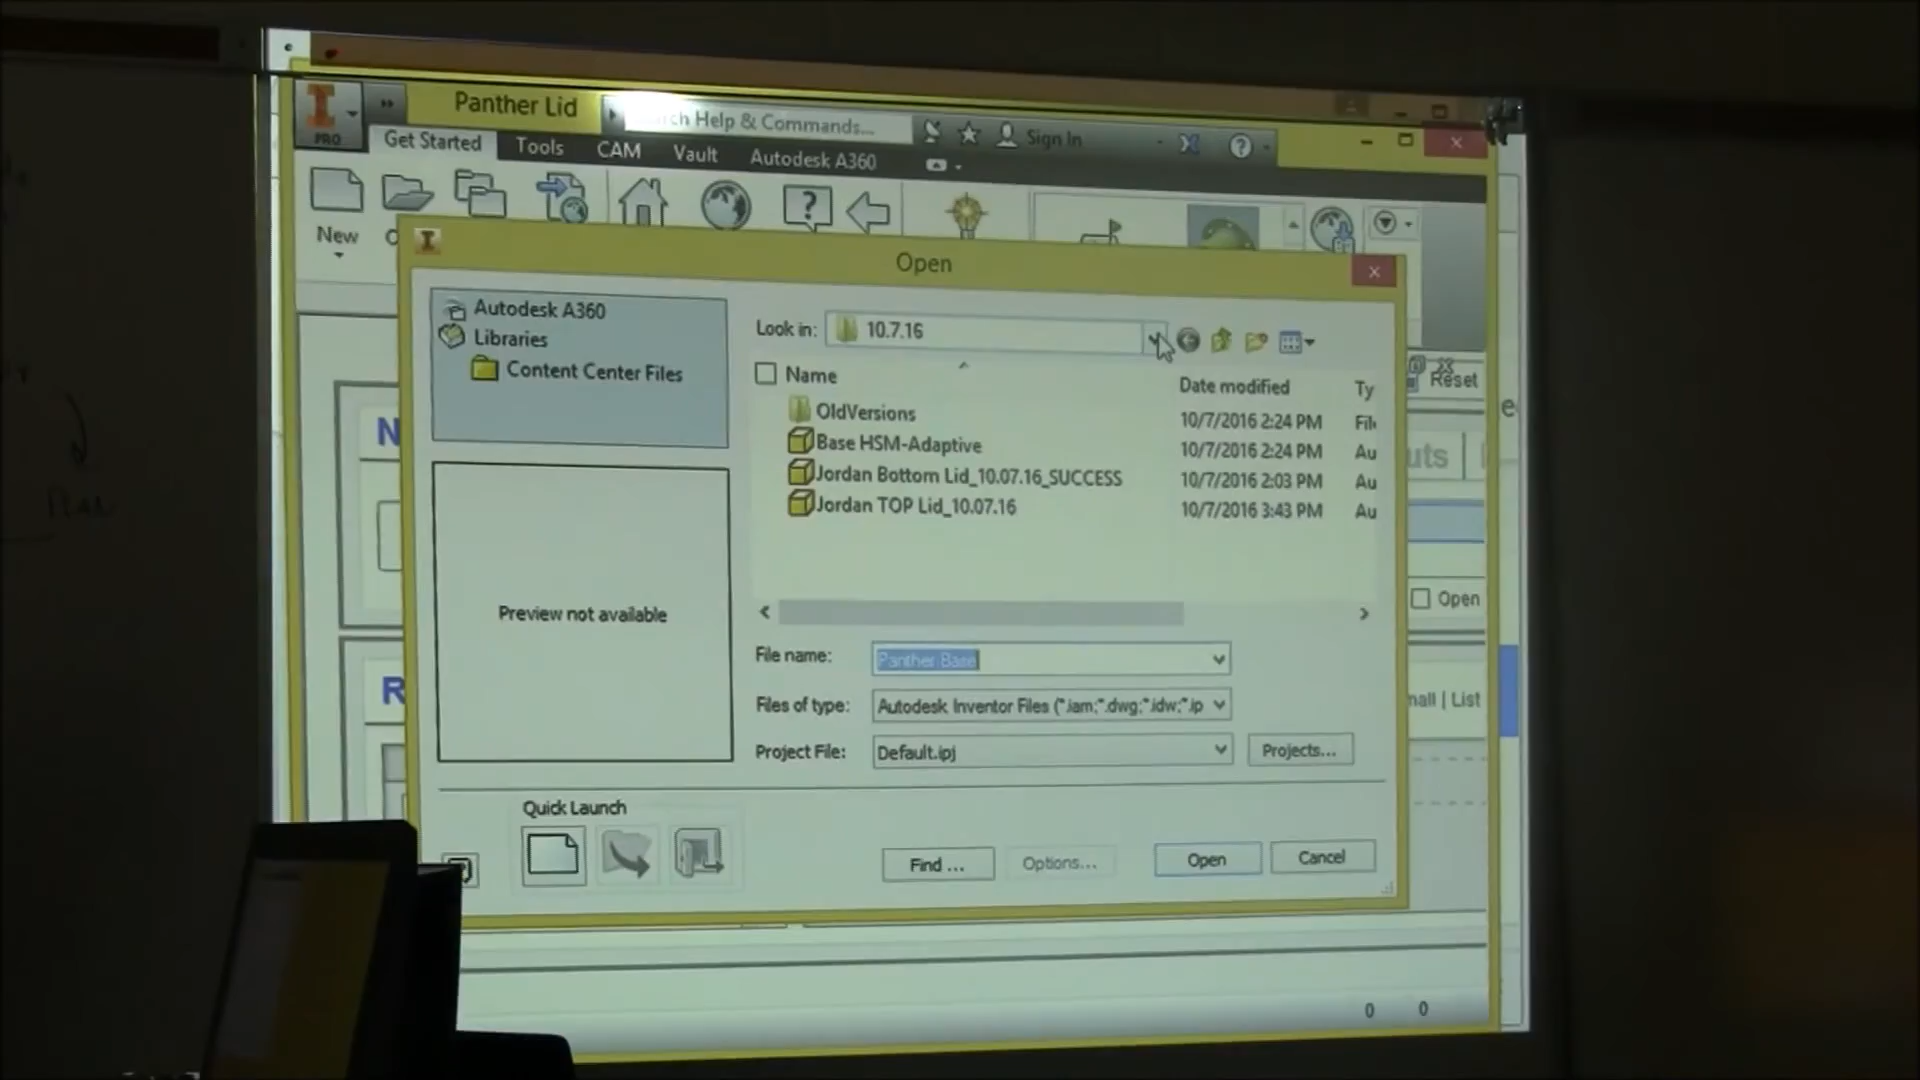 Panther Lid
rch Help & Commands...
Sign In
PRO
Get Started
Tools
CAM
Vault
Autodesk A360
New
Open
Autodesk A360
Libraries
Content Center Files
Look in:
10.7.16
Name
Date modified
Ty
OldVersions
10/7/2016 2:24 PM
Fil
Base HSM-Adaptive
10/7/2016 2:24 PM
Au
Jordan Bottom Lid_10.07.16_SUCCESS
10/7/2016 2:03 PM
Au
Jordan TOP Lid_10.07.16
10/7/2016 3:43 PM
Au
Reset
uts
Open
Preview not available
File name:
Panther Base
Files of type:
Autodesk Inventor Files (*.iam;*.dwg;*.idw;*.ip
Project File:
Default.ipj
Projects...
nall | List
Quick Launch
Find ...
Options...
Open
Cancel
0 0